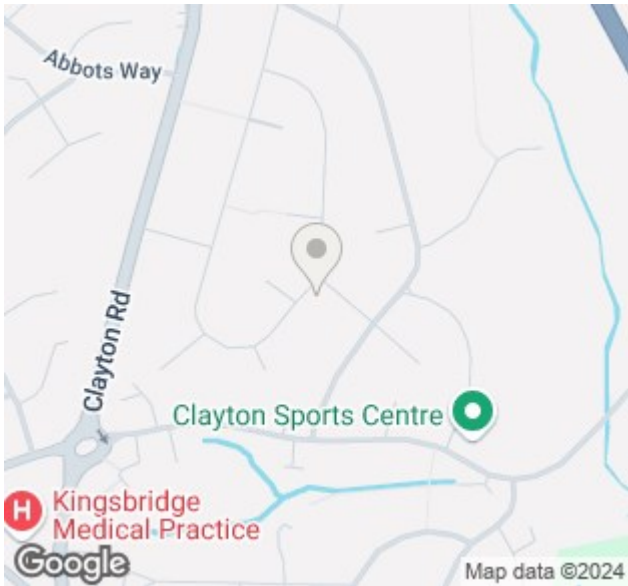 Abbots Way
Clayton Rd
Clayton Sports Centre
H
Kingsbridge
Medical Practice
Google
Map data ©2024